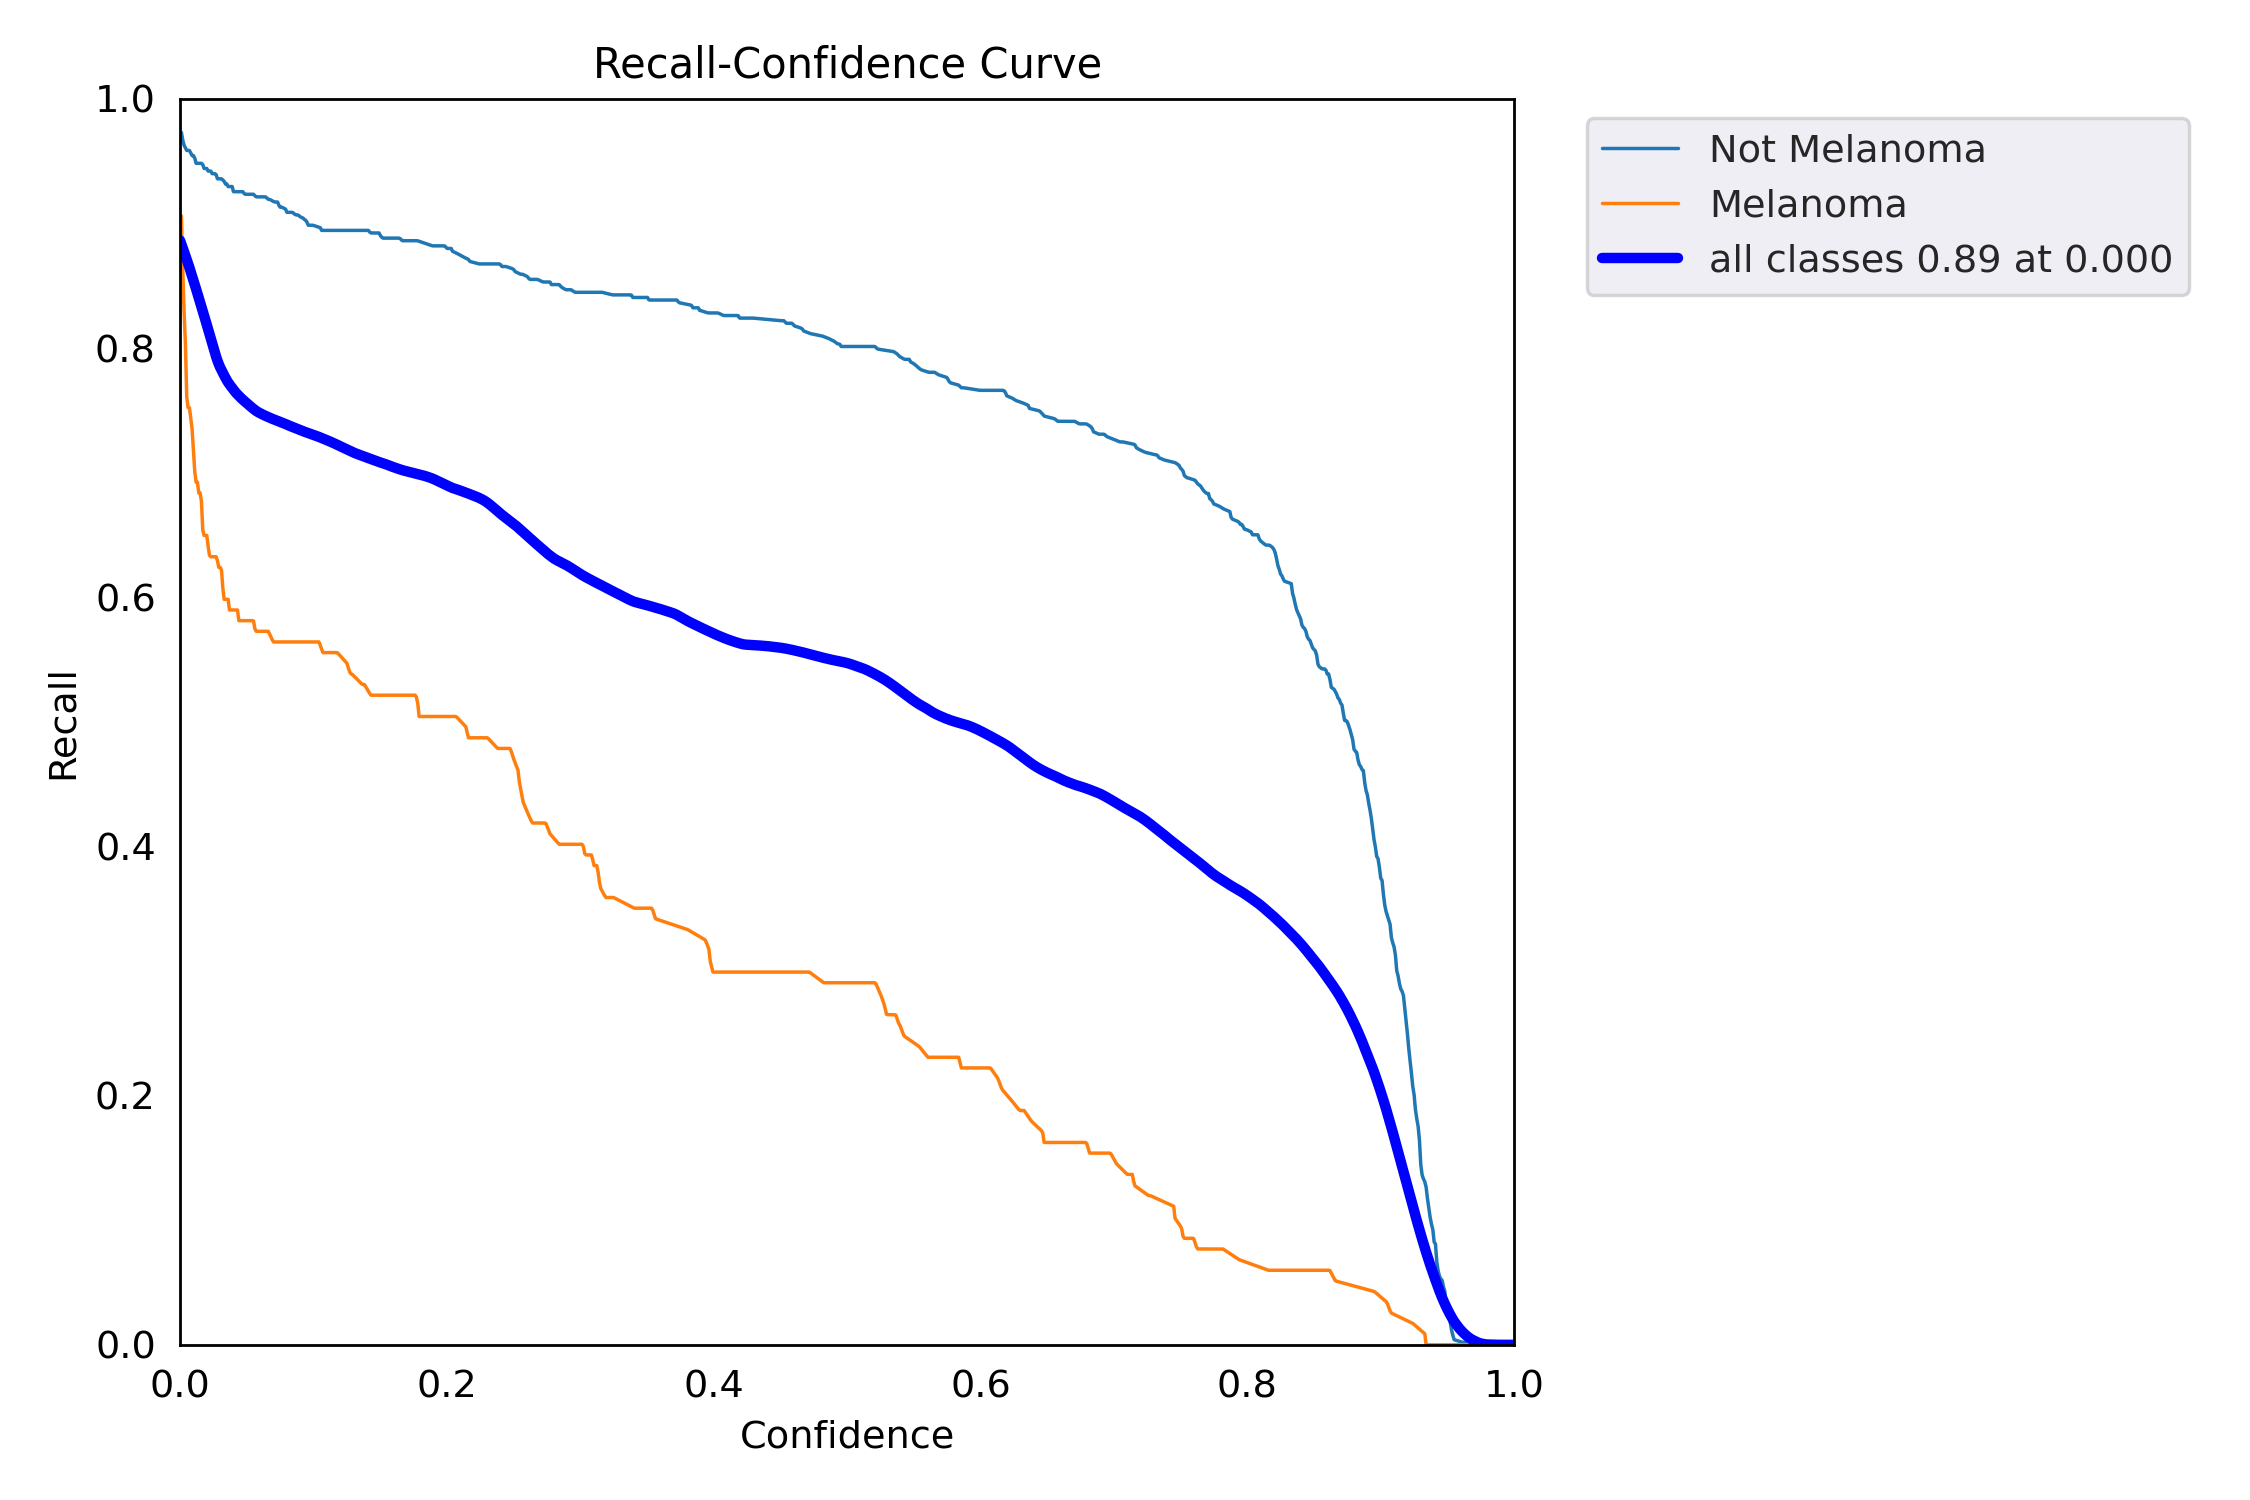 Recall-Confidence Curve
1.0
0.8
0.6
0.4
0.2
0.0
Recall
0.0 0.2 0.4 0.6 0.8 1.0
Confidence
Not Melanoma
Melanoma
all classes 0.89 at 0.000